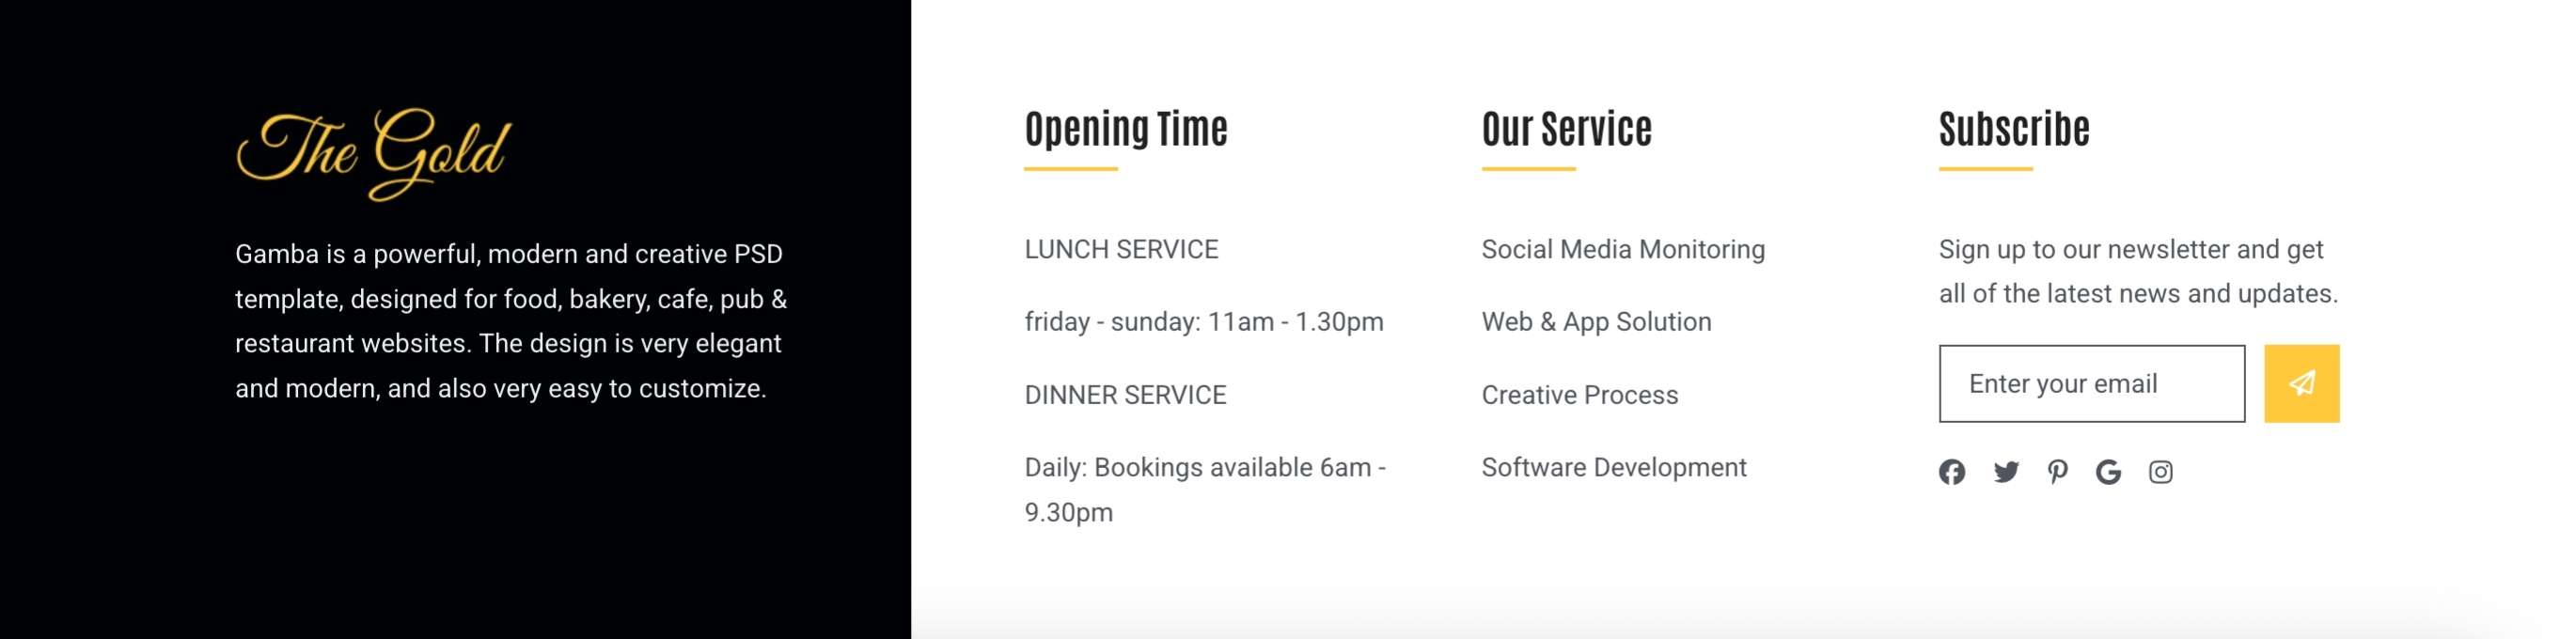 The Gold
Gamba is a powerful, modern and creative PSD
template, designed for food, bakery, cafe, pub &
restaurant websites. The design is very elegant
and modern, and also very easy to customize.
Opening Time
LUNCH SERVICE
friday - sunday: 11am - 1.30pm
DINNER SERVICE
Daily: Bookings available 6am -
9.30pm
Our Service
Social Media Monitoring
Web & App Solution
Creative Process
Software Development
Subscribe
Sign up to our newsletter and get
all of the latest news and updates.
Enter your email